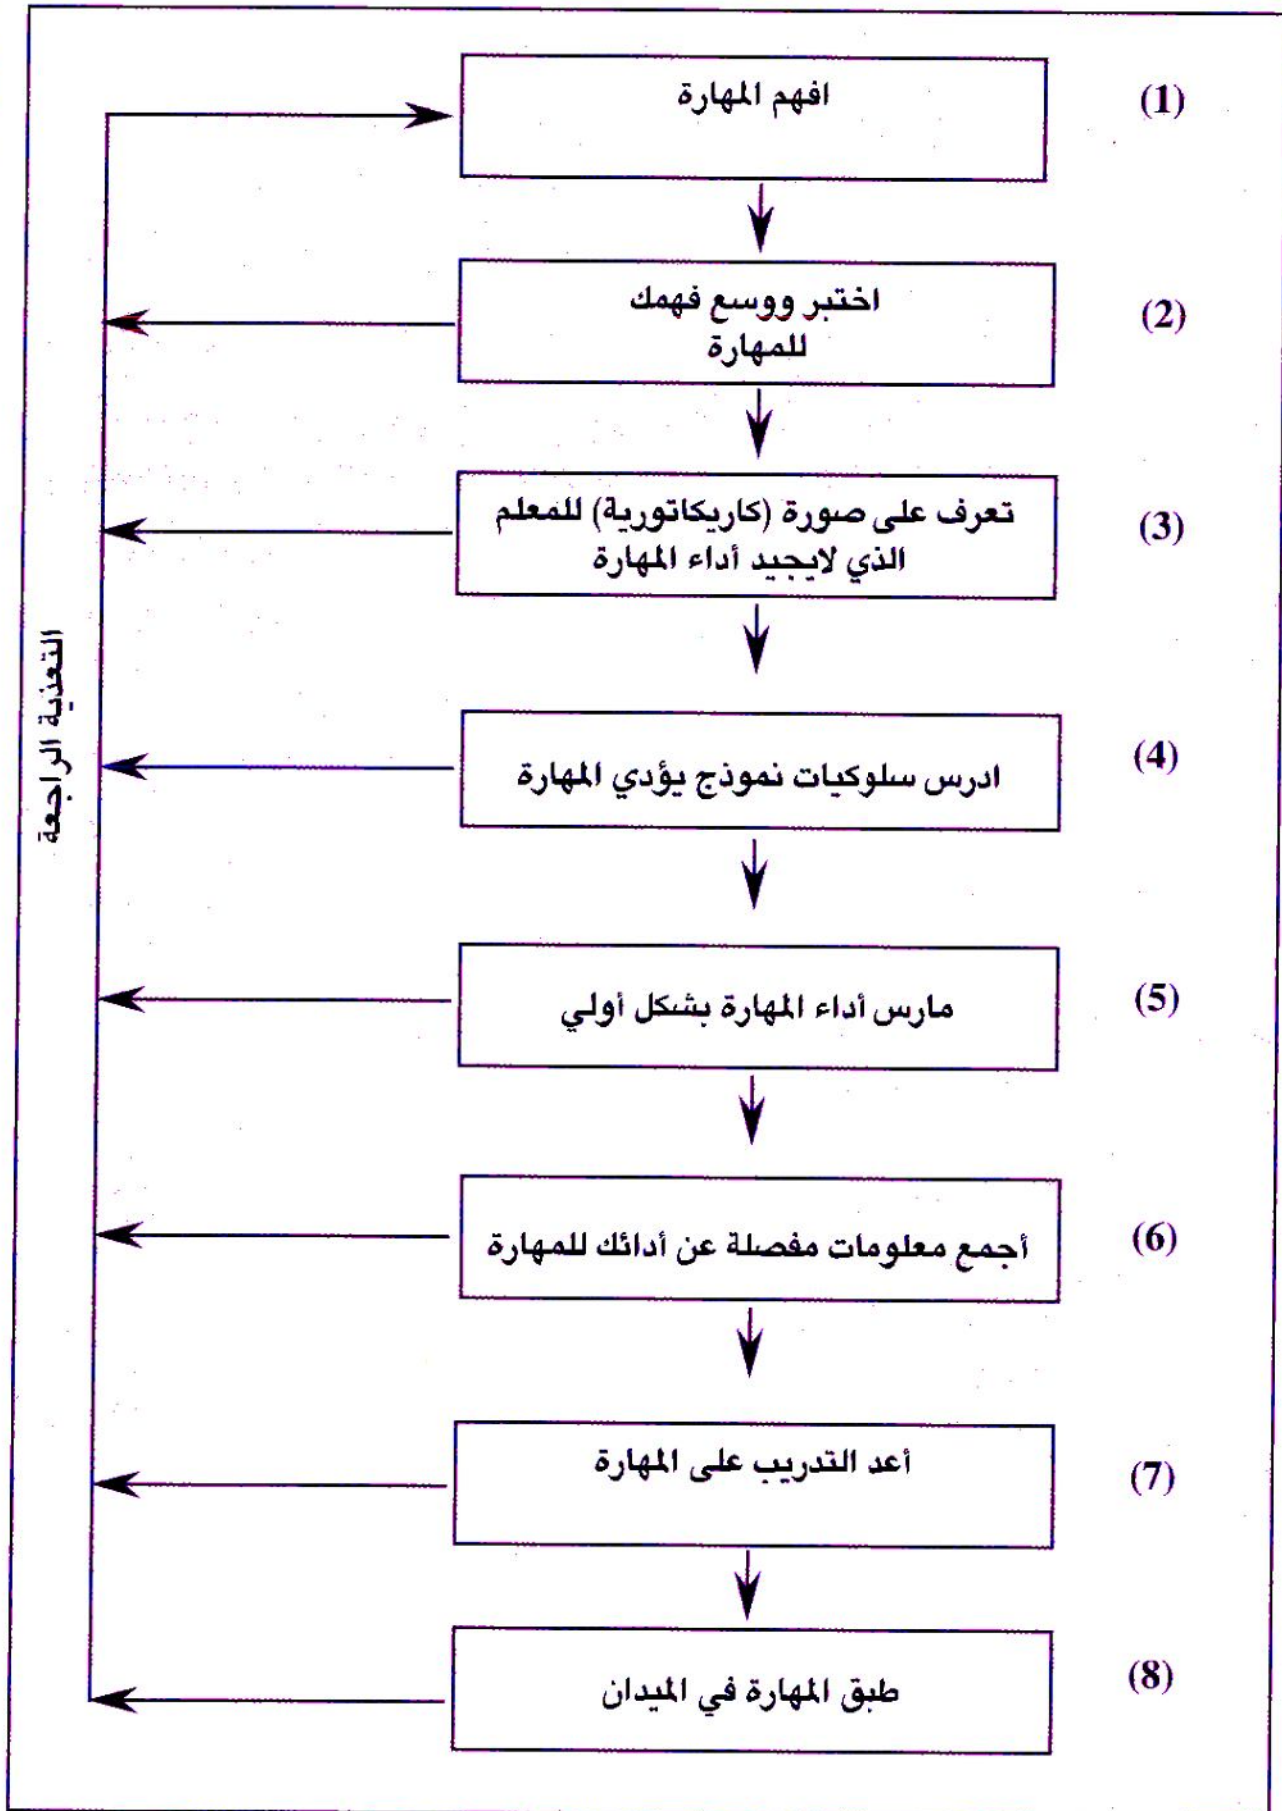 (1)
افهم المهارة
(2)
اختبر ووسع فهمك
للمهارة
(3)
تعرف على صورة (كاريكاتورية) للمعلم
الذي لايجيد أداء المهارة
(4)
ادرس سلوكيات نموذج يؤدي المهارة
(5)
مارس أداء المهارة بشكل أولي
(6)
أجمع معلومات مفصلة عن أدائك للمهارة
(7)
أعد التدريب على المهارة
(8)
طبق المهارة في الميدان
التغذية الراجعة